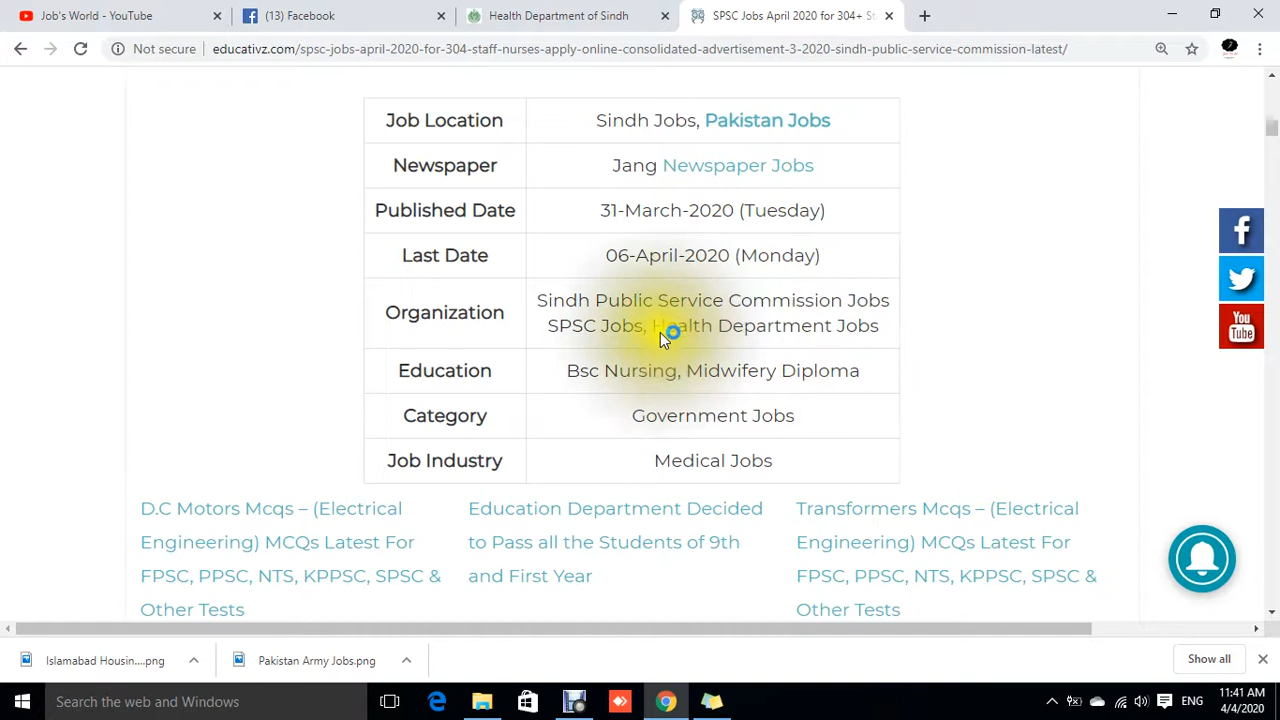 Job's World - YouTube
(13) Facebook
Health Department of Sindh
SPSC Jobs April 2020 for 304+ St
Not secure
educativz.com/spsc-jobs-april-2020-for-304-staff-nurses-apply-online-consolidated-advertisement-3-2020-sindh-public-service-commission-latest/
Job Location
Sindh Jobs, Pakistan Jobs
Newspaper
Jang Newspaper Jobs
Published Date
31-March-2020 (Tuesday)
Last Date
06-April-2020 (Monday)
Organization
Sindh Public Service Commission Jobs
SPSC Jobs, Health Department Jobs
Education
Bsc Nursing, Midwifery Diploma
Category
Government Jobs
Job Industry
Medical Jobs
D.C Motors Mcqs – (Electrical
Engineering) MCQs Latest For
FPSC, PPSC, NTS, KPPSC, SPSC &
Other Tests
Education Department Decided
to Pass all the Students of 9th
and First Year
Transformers Mcqs – (Electrical
Engineering) MCQs Latest For
FPSC, PPSC, NTS, KPPSC, SPSC &
Other Tests
You
Tube
Islamabad Housin....png
Pakistan Army Jobs.png
Show all
Search the web and Windows
ENG
11:41 AM
4/4/2020